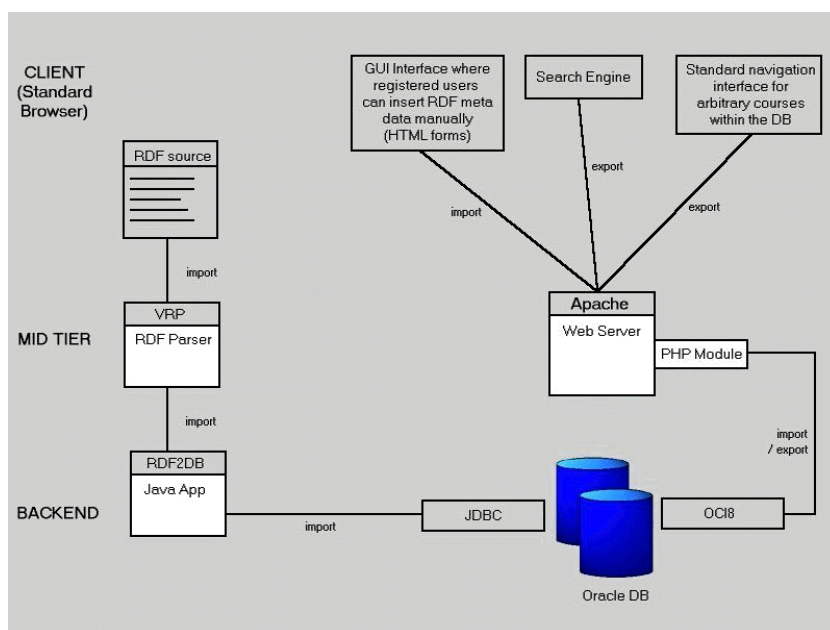 CLIENT
(Standard
Browser)
GUI Interface where
registered users
can insert RDF meta
data manually
(HTML forms)
Search Engine
Standard navigation
interface for
arbitrary courses
within the DB
RDF source
export
import
export
import
MID TIER
VRP
RDF Parser
Apache
Web Server
PHP Module
import
import
/ export
BACKEND
RDF2DB
Java App
import
JDBC
OCI8
Oracle DB